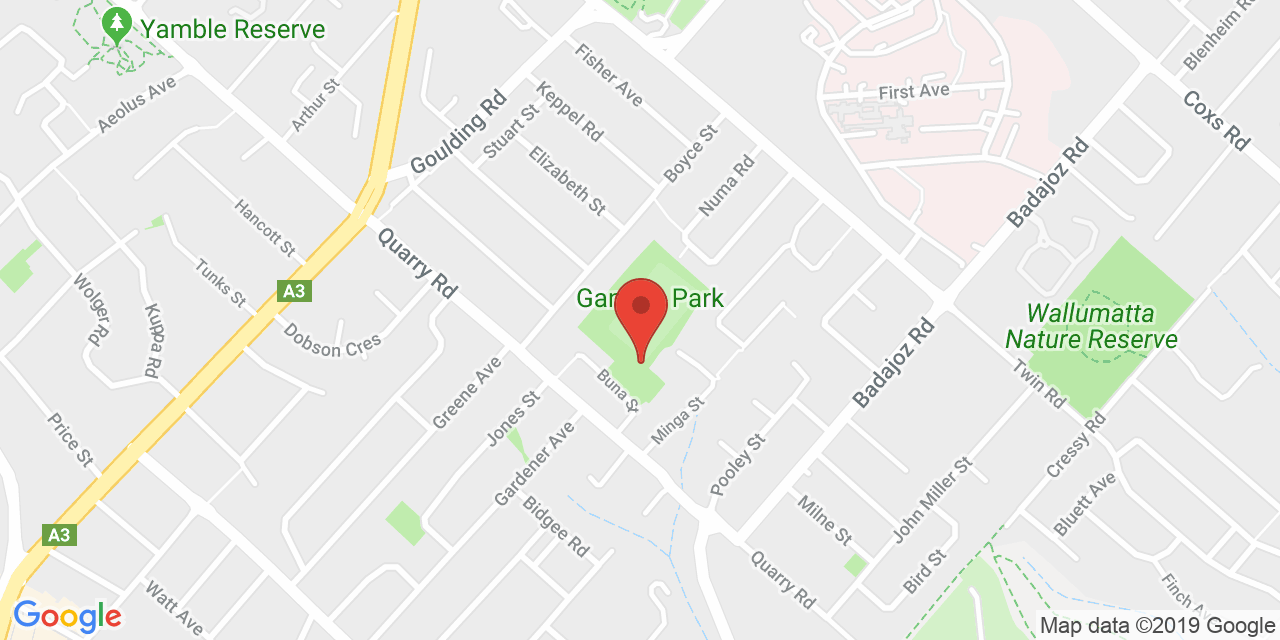 Yamble Reserve
Aeolus Ave
Arthur St
Goulding Rd
Stuart St
Fisher Ave
Keppel Rd
Elizabeth St
Boyce St
Numa Rd
First Ave
Blenheim
Coxs Rd
Badajoz Rd
Hancott St
Tunks St
Wolger Rd
Kuppa Rd
A3
Dobson Cres
Quarry Rd
Park
Wallumatta
Nature Reserve
Badajoz Rd
Twin Rd
Greene Ave
Jones St
Buna St
Minga St
Gardener Ave
Bidgee Rd
Pooley St
Milne St
John Miller St
Bird St
Cressy Rd
Bluett Ave
Finch
Price St
A3
Watt Ave
Quarry Rd
Google
Map data ©2019 Google